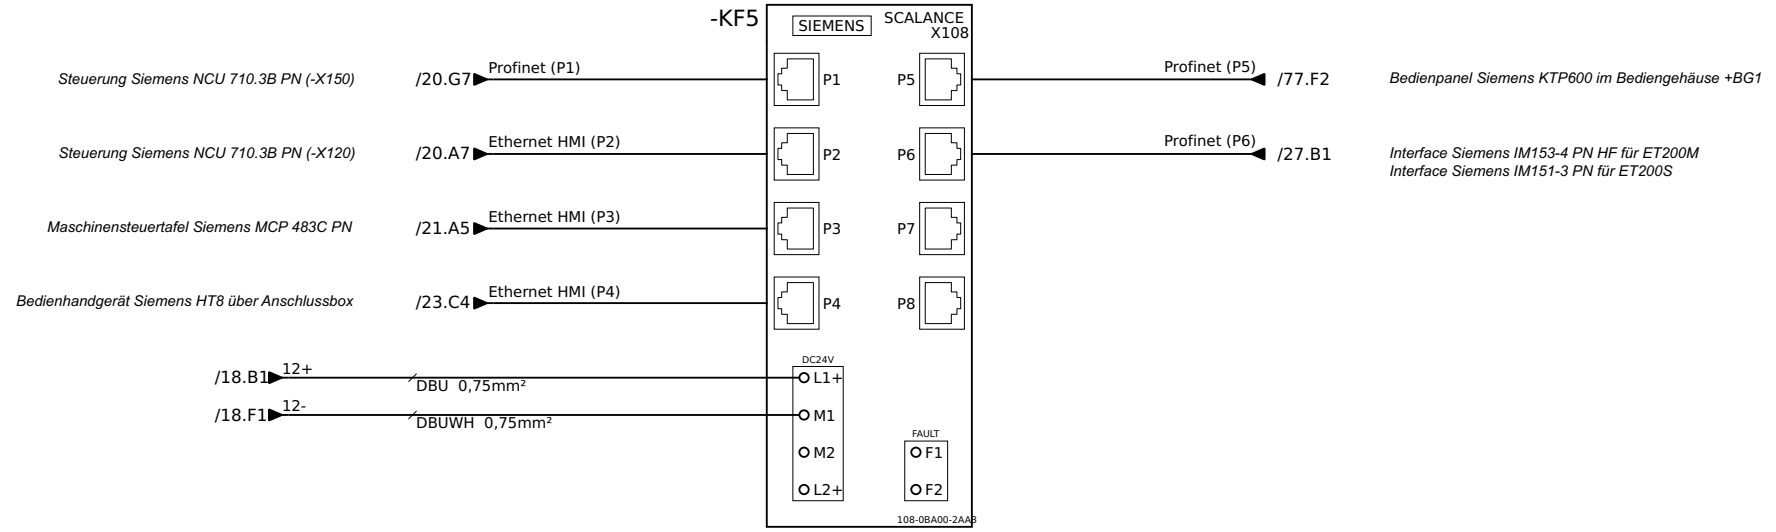 -KF5
SIEMENS
SCALANCE
X108
Steuerung Siemens NCU 710.3B PN (-X150)
/20.G7
Profinet (P1)
P1
P5
Profinet (P5)
/77.F2
Bedienpanel Siemens KTP600 im Bediengehäuse +BG1
Steuerung Siemens NCU 710.3B PN (-X120)
/20.A7
Ethernet HMI (P2)
P2
P6
Profinet (P6)
/27.B1
Interface Siemens IM153-4 PN HF für ET200M
Interface Siemens IM151-3 PN für ET200S
Maschinensteuertafel Siemens MCP 483C PN
/21.A5
Ethernet HMI (P3)
P3
P7
Bedienhandgerät Siemens HT8 über Anschlussbox
/23.C4
Ethernet HMI (P4)
P4
P8
DC24V
/18.B1
12+
DBU 0,75mm²
L1+
/18.F1
12-
DBUWH 0,75mm²
M1
FAULT
M2
F1
L2+
F2
108-0BA00-2AA3